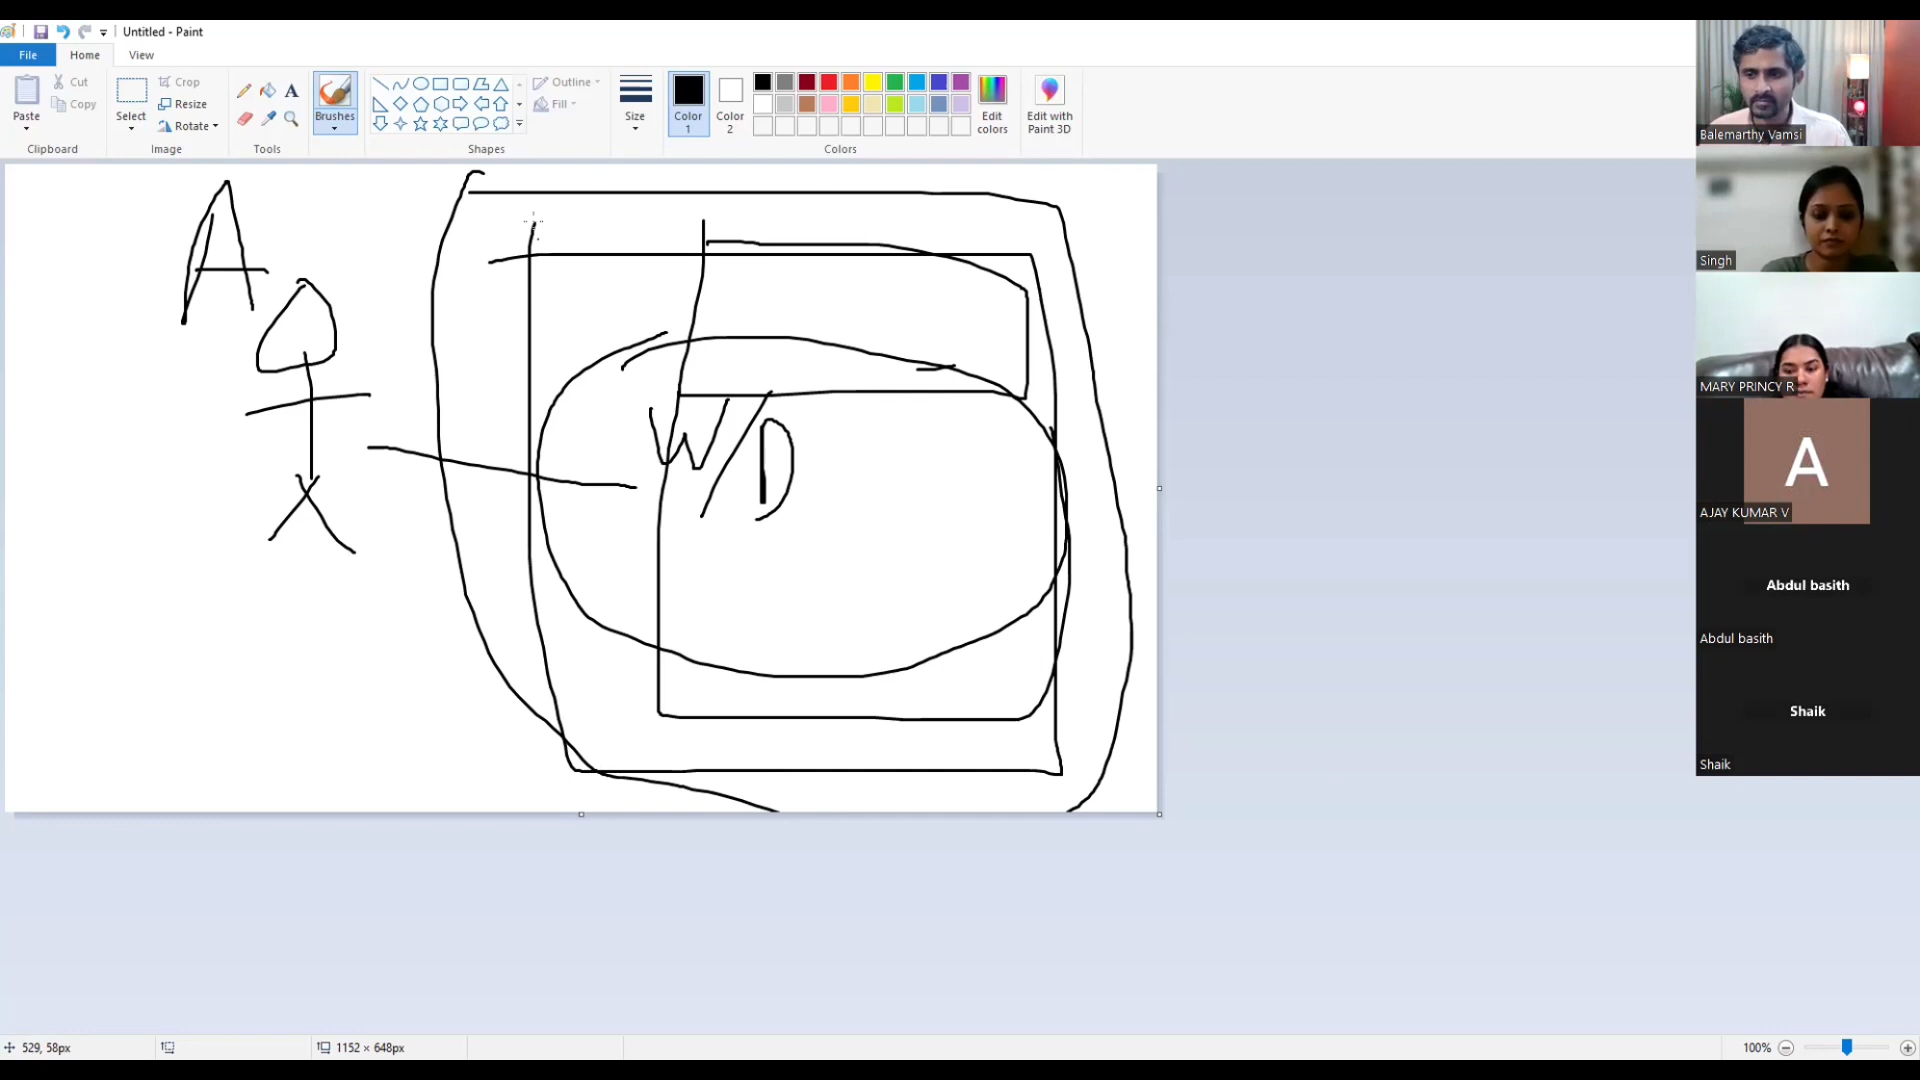 Untitled - Paint
File Home View
Paste
Cut
Copy
Clipboard
Select
Crop
Resize
Rotate
Image
Tools
Brushes
Shapes
Outline
Fill
Size
Color 1
Color 2
Edit colors
Edit with Paint 3D
Colors
A
W/D
Balemarthy Vamsi
Singh
MARY PRINCY R
A
AJAY KUMAR V
Abdul basith
Abdul basith
Shaik
Shaik
529, 58px
1152 × 648px
100%